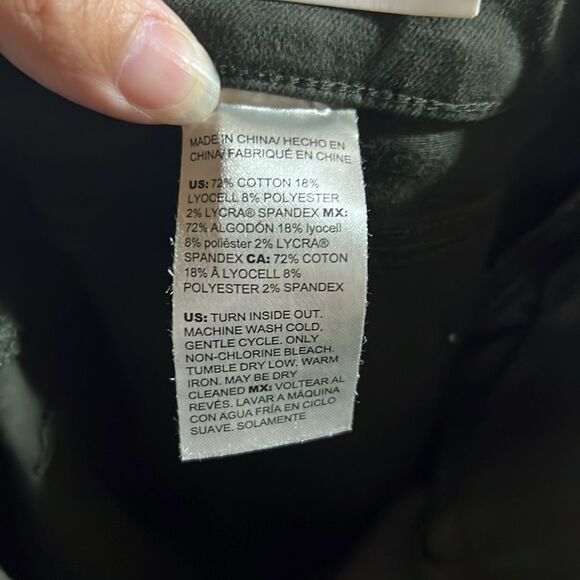 MADE IN CHINA/ HECHO EN
CHINA/ FABRIQUÉ EN CHINE
US: 72% COTTON 18%
LYOCELL 8% POLYESTER
2% LYCRA® SPANDEX MX:
72% ALGODÓN 18% lyocell
8% poliéster 2% LYCRA®
SPANDEX CA: 72% COTON
18% Â LYOCELL 8%
POLYESTER 2% SPANDEX
US: TURN INSIDE OUT.
MACHINE WASH COLD,
GENTLE CYCLE. ONLY
NON-CHLORINE BLEACH.
TUMBLE DRY LOW, WARM
IRON. MAY BE DRY
CLEANED MX: VOLTEAR AL
REVÉS. LAVAR A MÁQUINA
CON AGUA FRÍA EN CICLO
SUAVE. SOLAMENTE